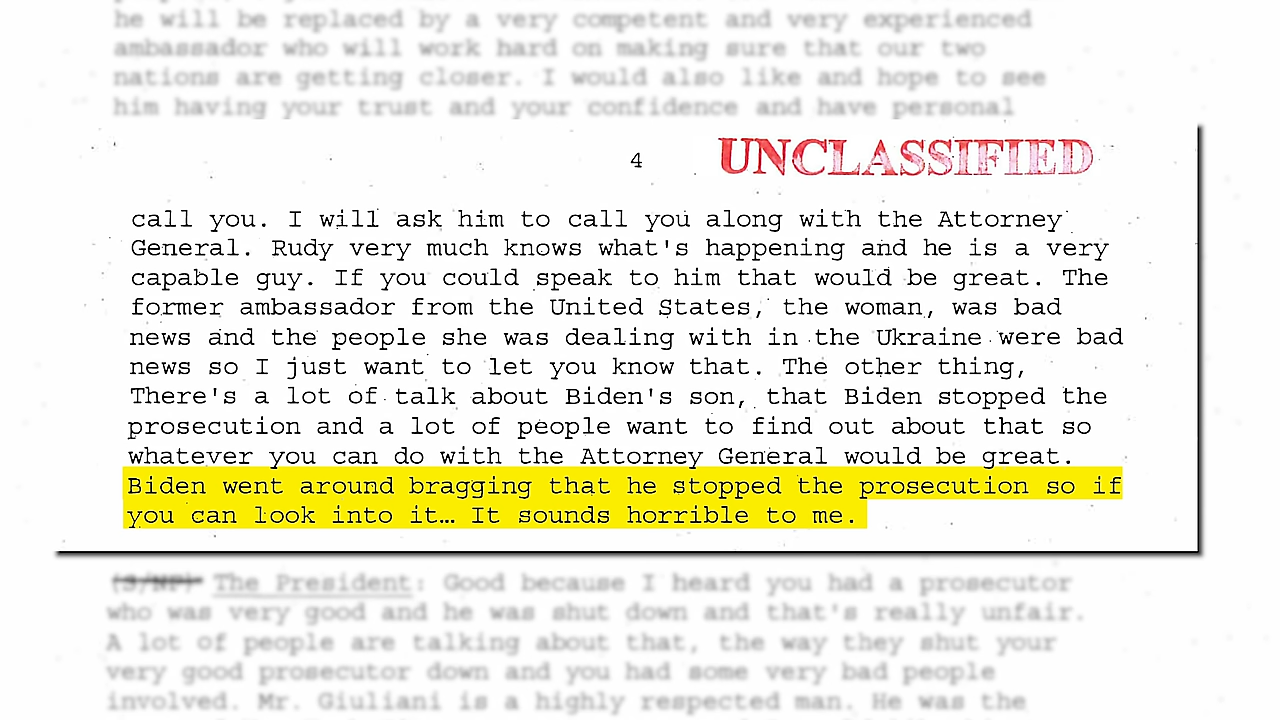 he will be replaced by a very competent and very experienced
ambassador who will work hard on making sure that our two
nations are getting closer. I would also like and hope to see
him having your trust and your confidence and have personal
4
UNCLASSIFIED
call you. I will ask him to call you along with the Attorney
General. Rudy very much knows what's happening and he is a very
capable guy. If you could speak to him that would be great. The
former ambassador from the United States, the woman, was bad
news and the people she was dealing with in the Ukraine were bad
news so I just want to let you know that. The other thing,
There's a lot of talk about Biden's son, that Biden stopped the
prosecution and a lot of people want to find out about that so
whatever you can do with the Attorney General would be great.
Biden went around bragging that he stopped the prosecution so if
you can look into it… It sounds horrible to me.
(S/NF) The President: Good because I heard you had a prosecutor
who was very good and he was shut down and that's really unfair.
A lot of people are talking about that, the way they shut your
very good prosecutor down and you had some very bad people
involved. Mr. Giuliani is a highly respected man. He was the